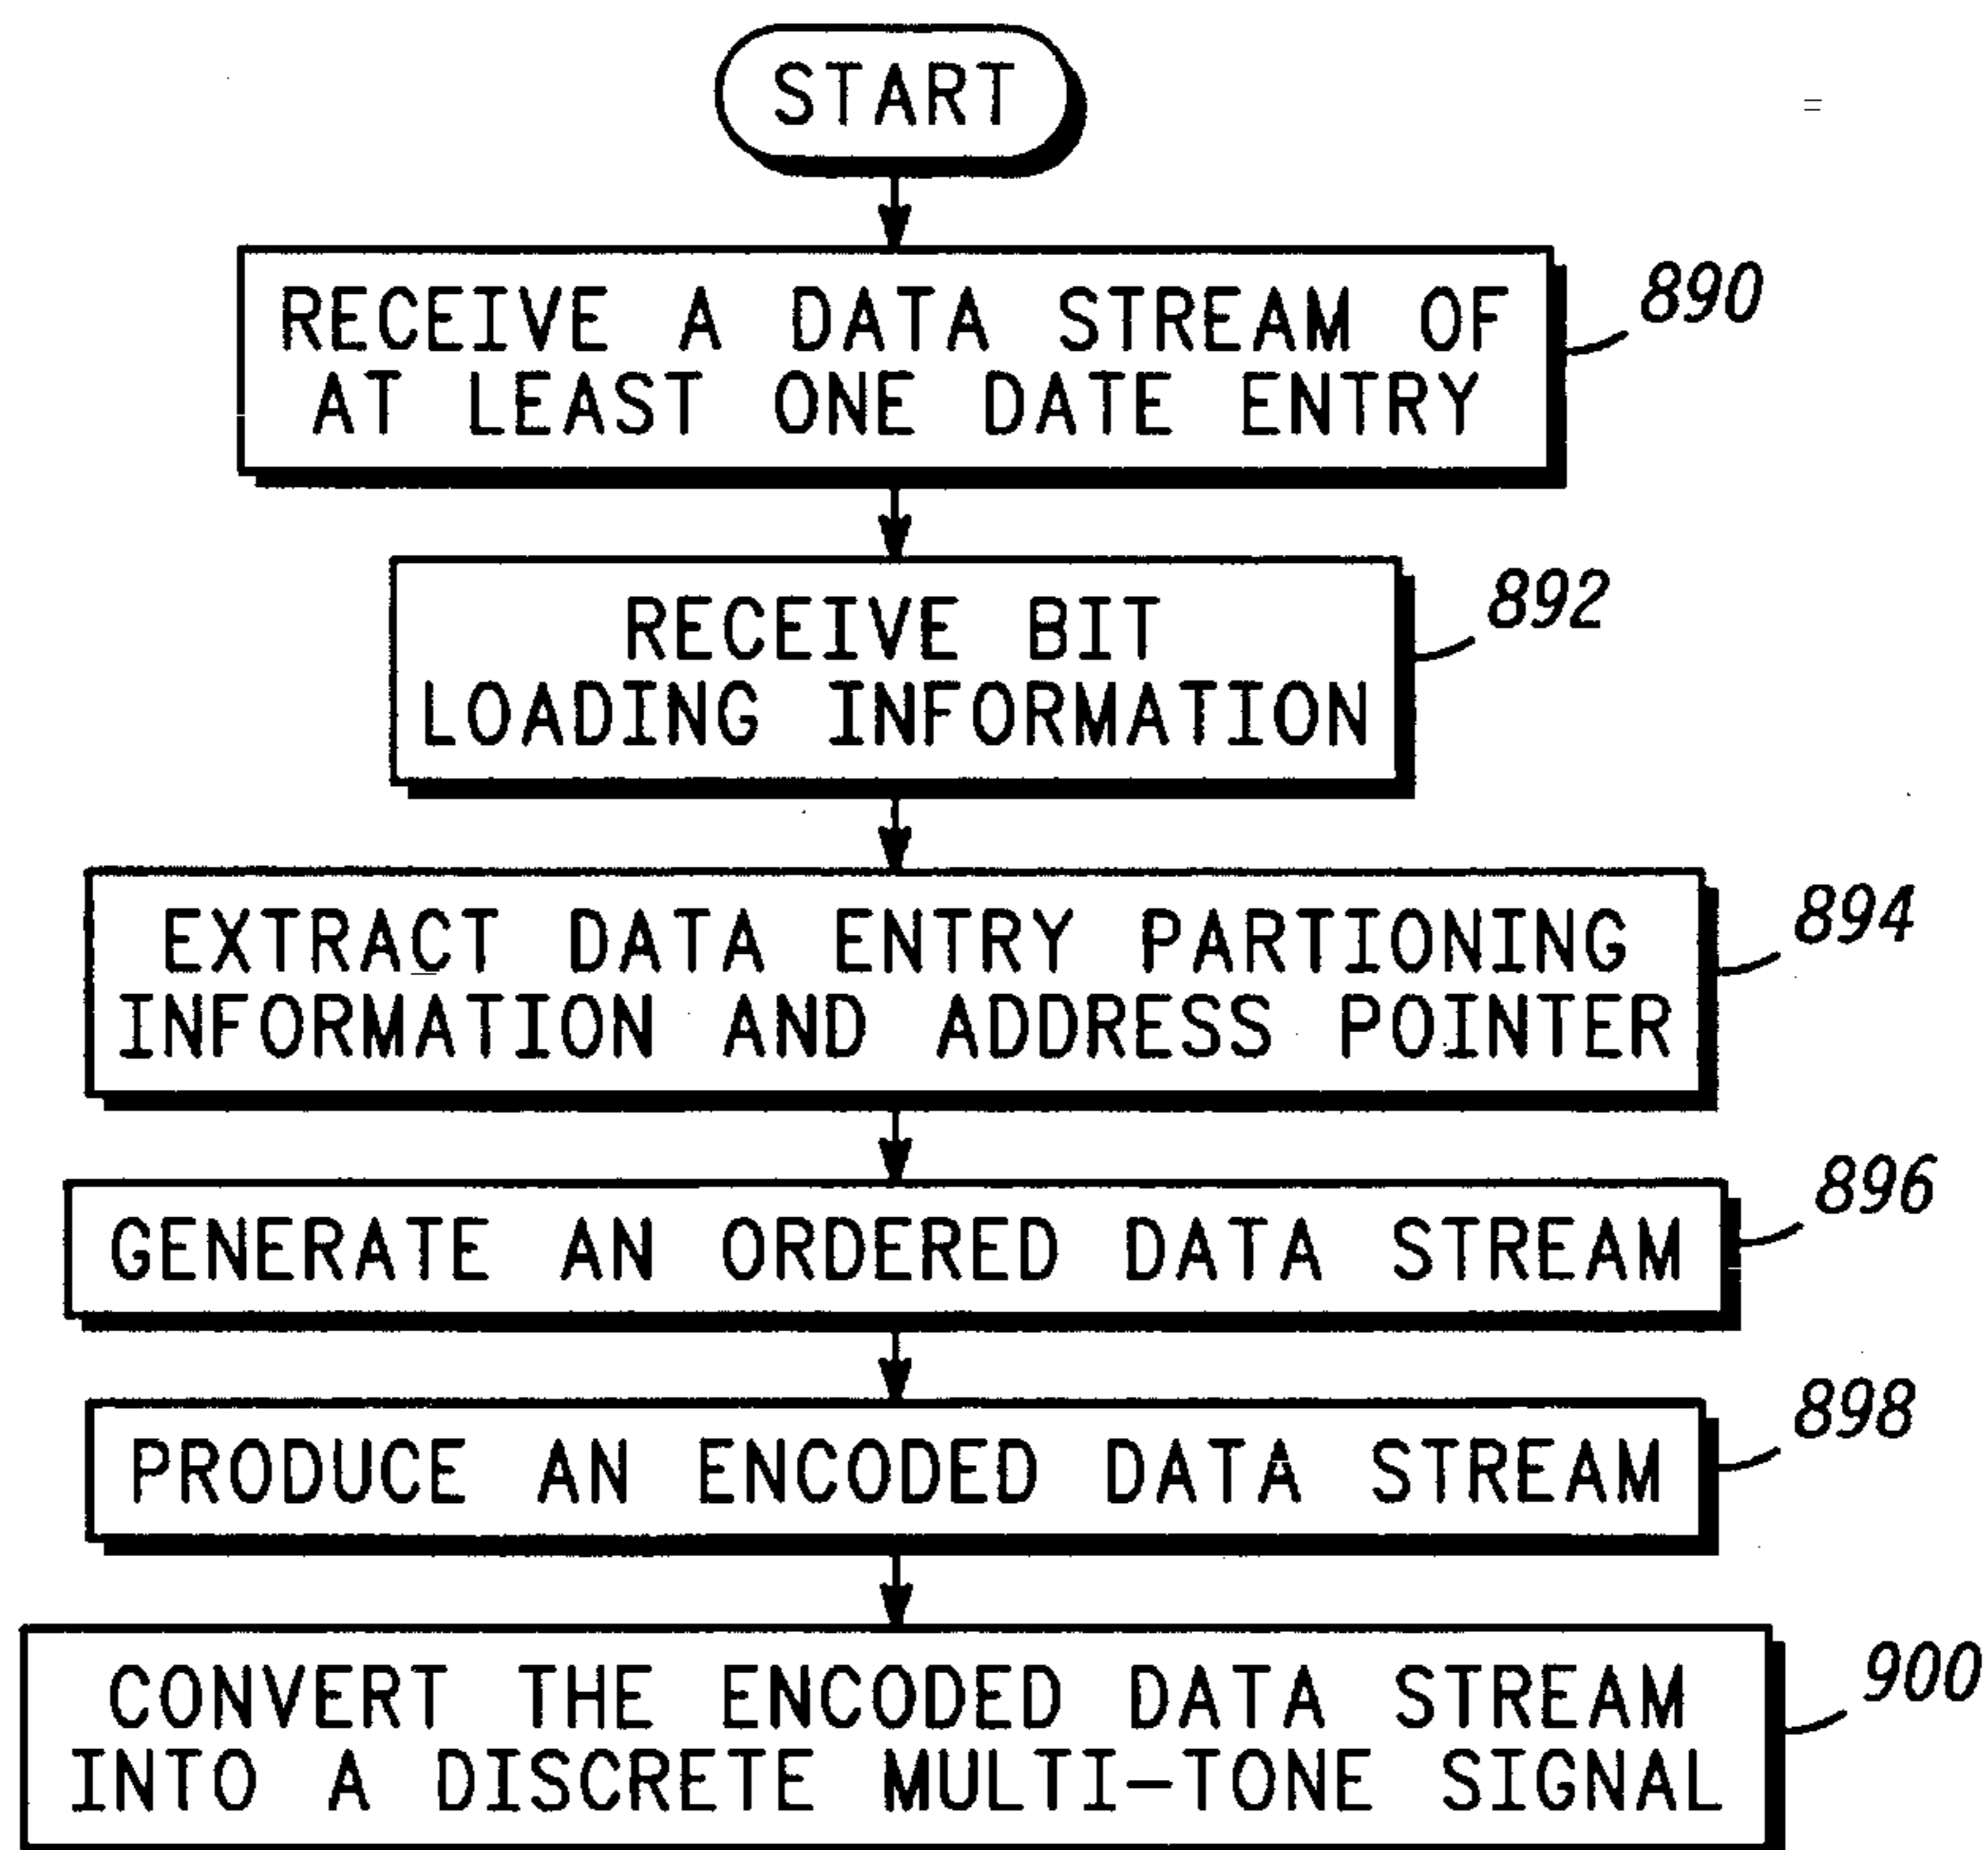 START
RECEIVE A DATA STREAM OF
AT LEAST ONE DATE ENTRY
890
RECEIVE BIT
LOADING INFORMATION
892
EXTRACT DATA ENTRY PARTIONING
INFORMATION AND ADDRESS POINTER
894
GENERATE AN ORDERED DATA STREAM
896
PRODUCE AN ENCODED DATA STREAM
898
CONVERT THE ENCODED DATA STREAM
INTO A DISCRETE MULTI-TONE SIGNAL
900